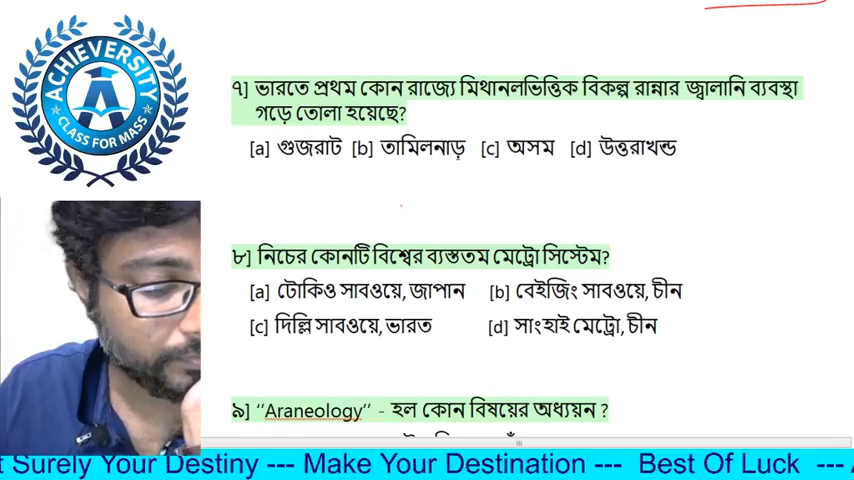 ACHIEVERSITY
CLASS FOR MASS
৭] ভারতে প্রথম কোন রাজ্যে মিথানলভিত্তিক বিকল্প রান্নার জ্বালানি ব্যবস্থা
গড়ে তোলা হয়েছে?
[a] গুজরাট [b] তামিলনাড়ু [c] অসম [d] উত্তরাখন্ড
৮] নিচের কোনটি বিশ্বের ব্যস্ততম মেট্রো সিস্টেম?
[a] টোকিও সাবওয়ে, জাপান [b] বেইজিং সাবওয়ে, চীন
[c] দিল্লি সাবওয়ে, ভারত [d] সাংহাই মেট্রো, চীন
৯] ‘‘Araneology’’ - হল কোন বিষয়ের অধ্যয়ন ?
t Surely Your Destiny --- Make Your Destination --- Best Of Luck --- A